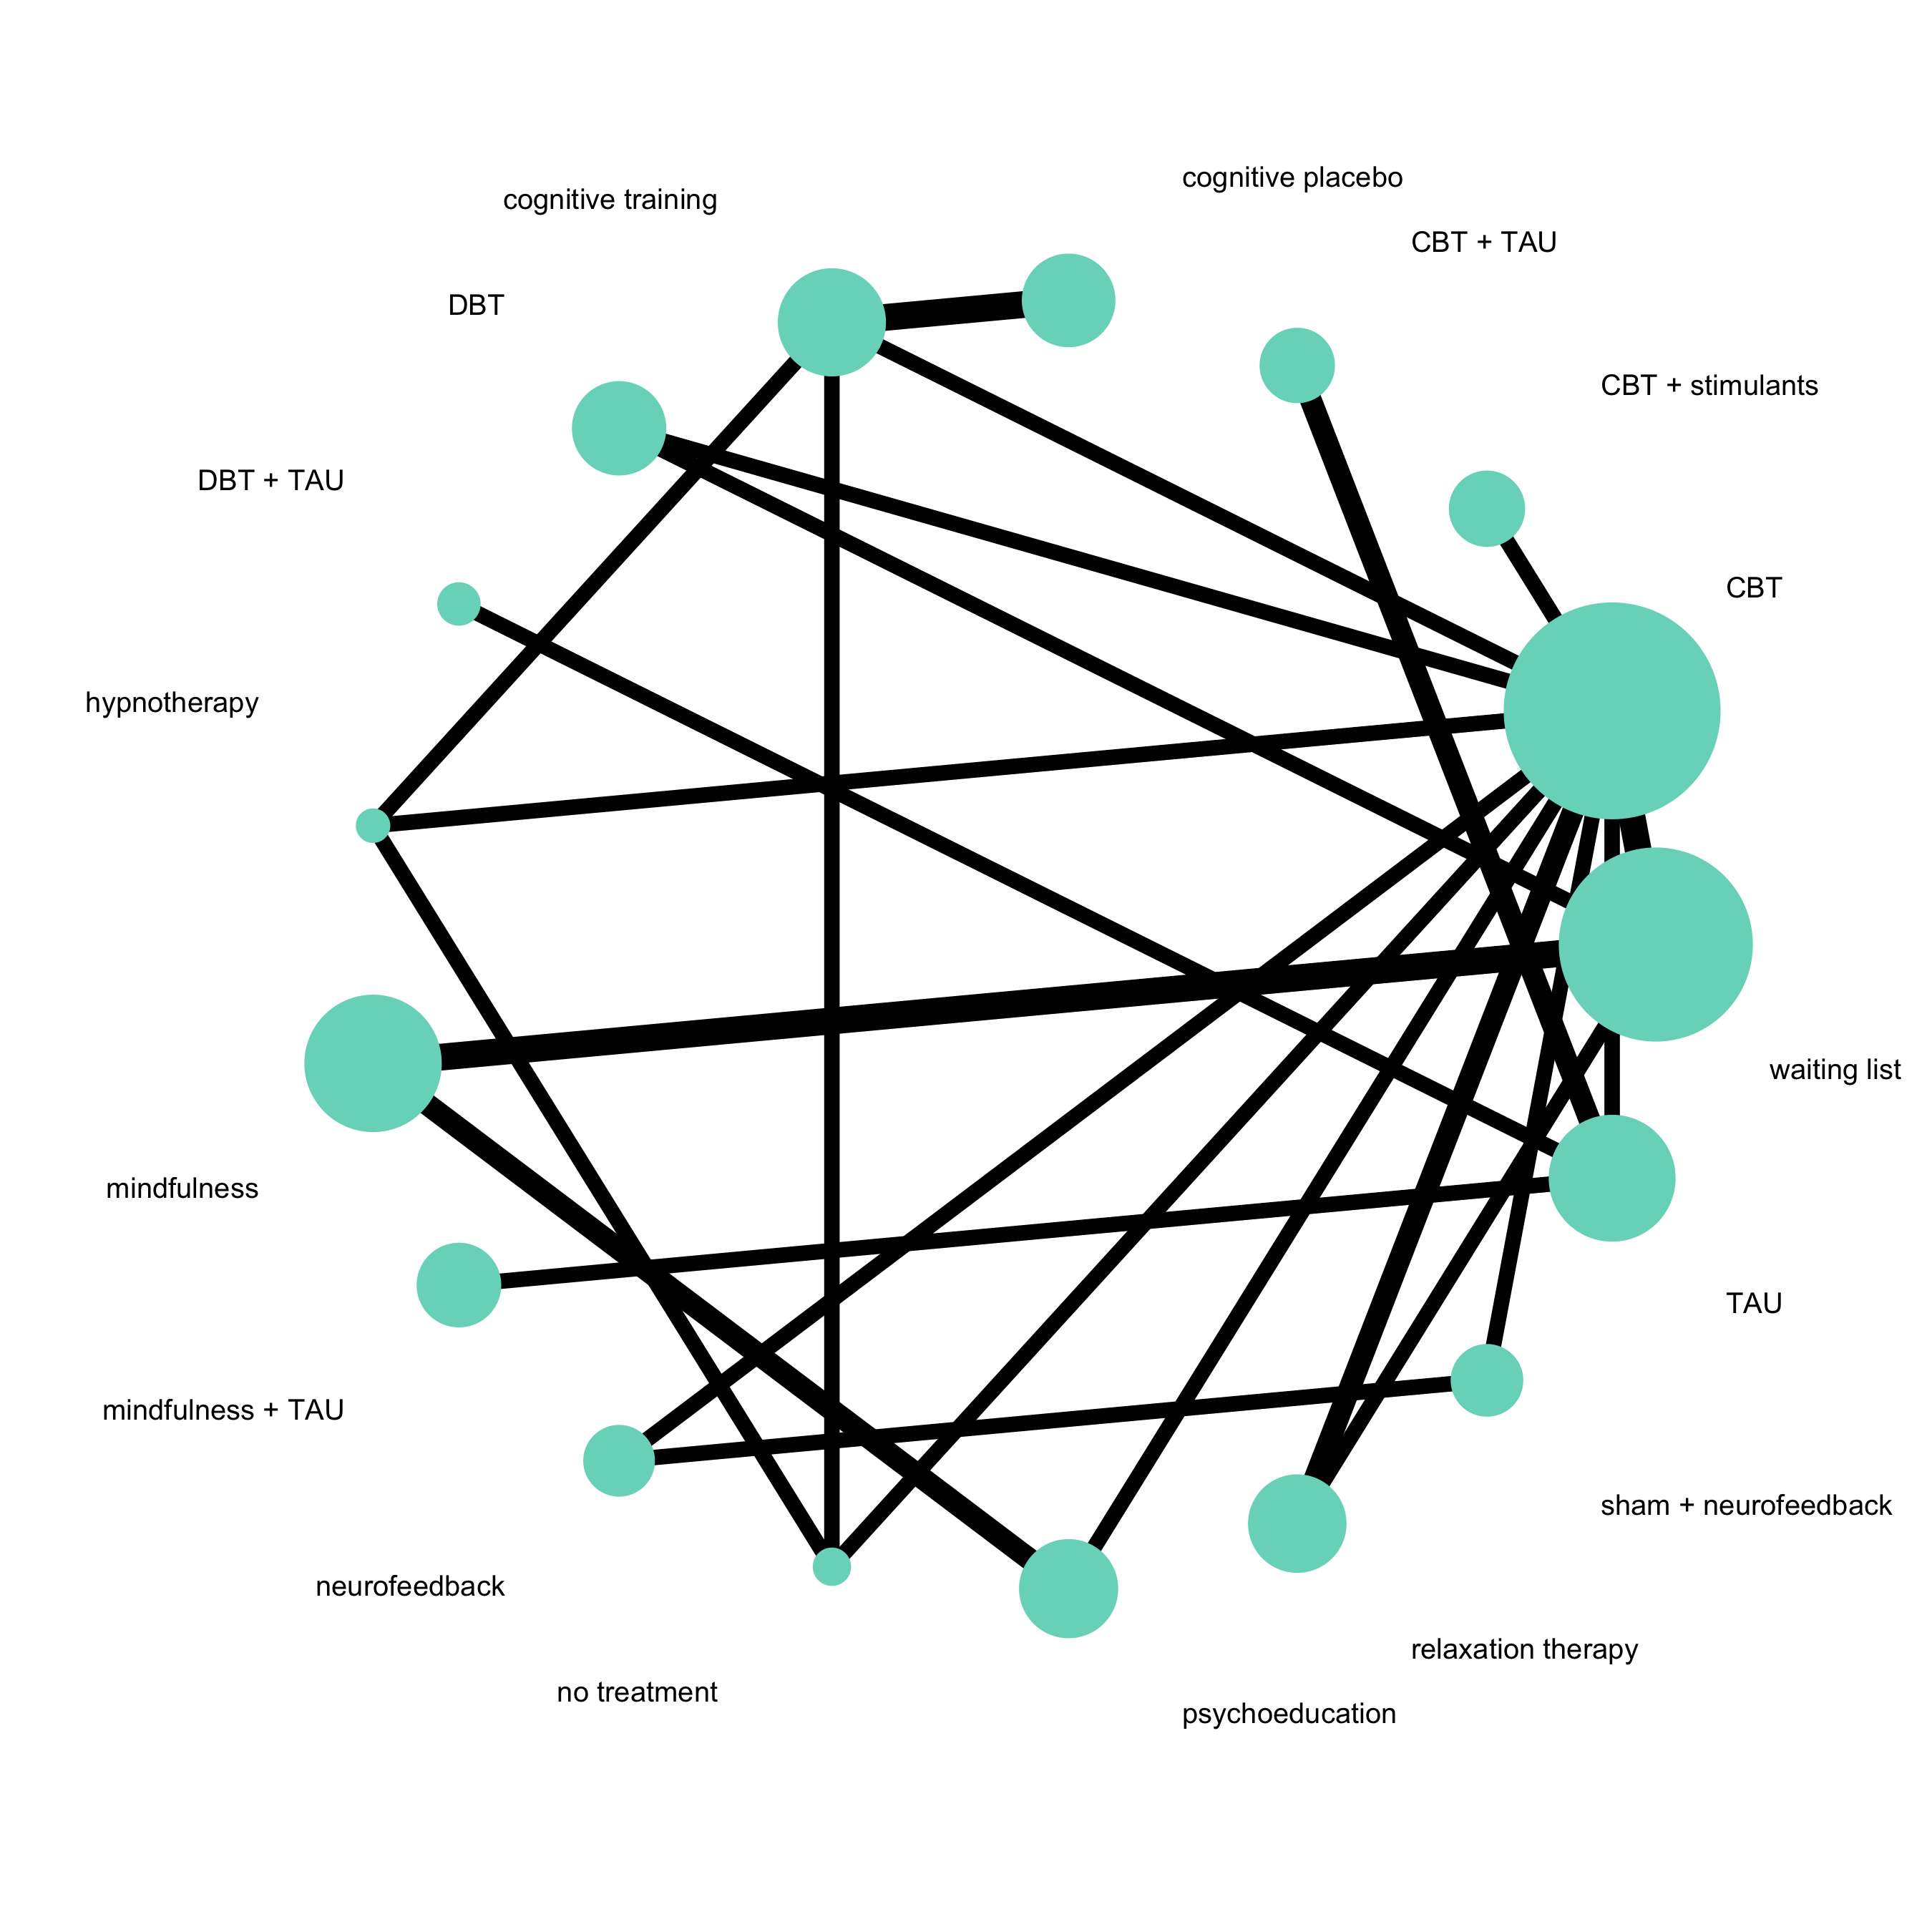 cognitive placebo
cognitive training
CBT + TAU
DBT
CBT + stimulants
DBT + TAU
CBT
hypnotherapy
waiting list
mindfulness
TAU
mindfulness + TAU
sham + neurofeedback
neurofeedback
relaxation therapy
no treatment
psychoeducation